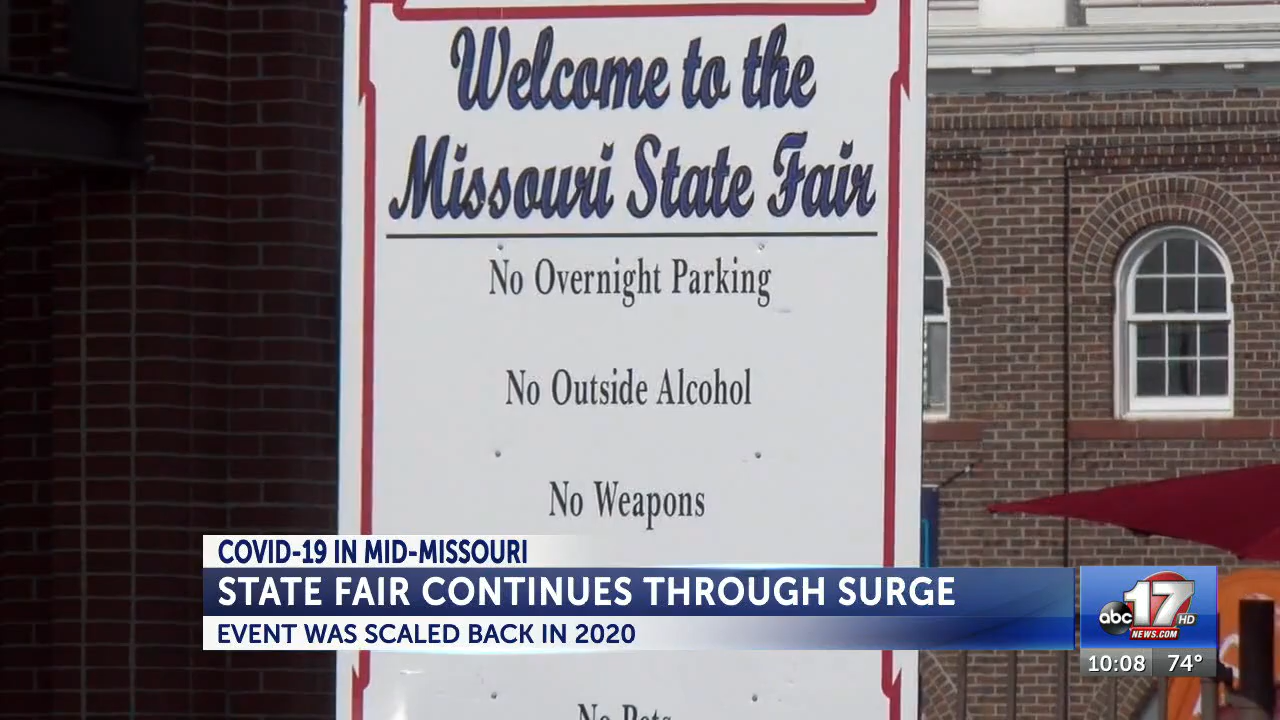 Welcome to the
Missouri State Fair
No Overnight Parking
No Outside Alcohol
No Weapons
COVID-19 IN MID-MISSOURI
STATE FAIR CONTINUES THROUGH SURGE
EVENT WAS SCALED BACK IN 2020
abc 17 HD
NEWS.COM
10:08 74°
No Pets